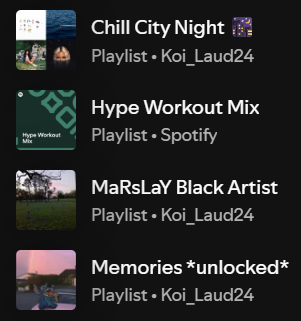 Chill City Night 🌃
Playlist • Koi_Laud24
Hype Workout Mix
Playlist • Spotify
Hype Workout
Mix
MaRsLaY Black Artist
Playlist • Koi_Laud24
Memories *unlocked*
Playlist • Koi_Laud24